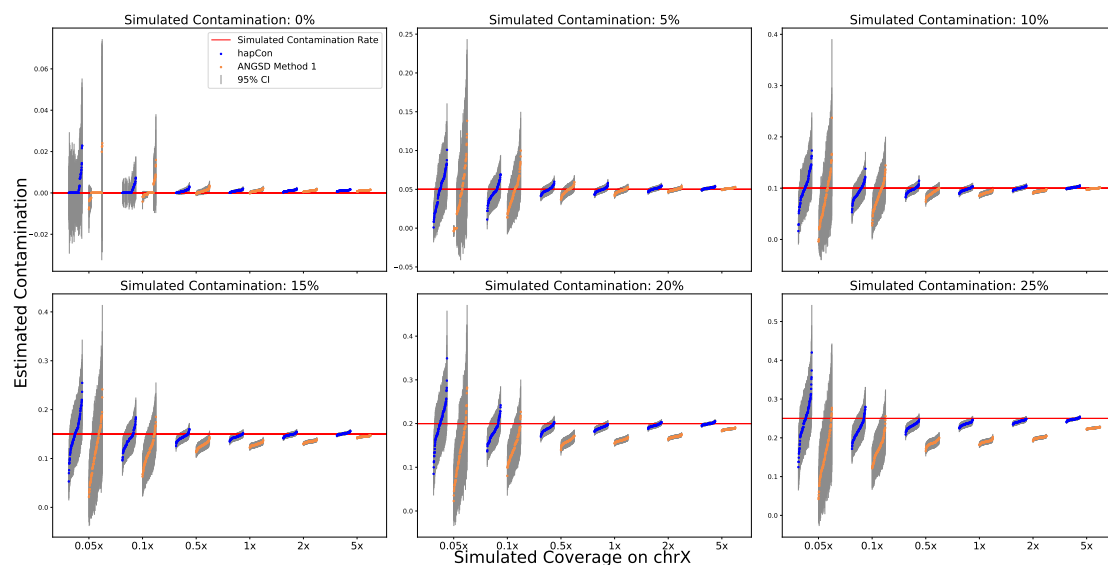 Simulated Contamination: 0%
Simulated Contamination: 5%
Simulated Contamination: 10%
Simulated Contamination Rate
hapCon
ANGSD Method 1
95% CI
0.06
0.04
0.02
0.00
−0.02
0.25
0.20
0.15
0.10
0.05
0.00
−0.05
0.4
0.3
0.2
0.1
0.0
Estimated Contamination
Simulated Contamination: 15%
Simulated Contamination: 20%
Simulated Contamination: 25%
0.4
0.3
0.2
0.1
0.0
0.4
0.3
0.2
0.1
0.0
0.5
0.4
0.3
0.2
0.1
0.0
0.05x 0.1x 0.5x 1x 2x 5x
0.05x 0.1x 0.5x 1x 2x 5x
0.05x 0.1x 0.5x 1x 2x 5x
Simulated Coverage on chrX